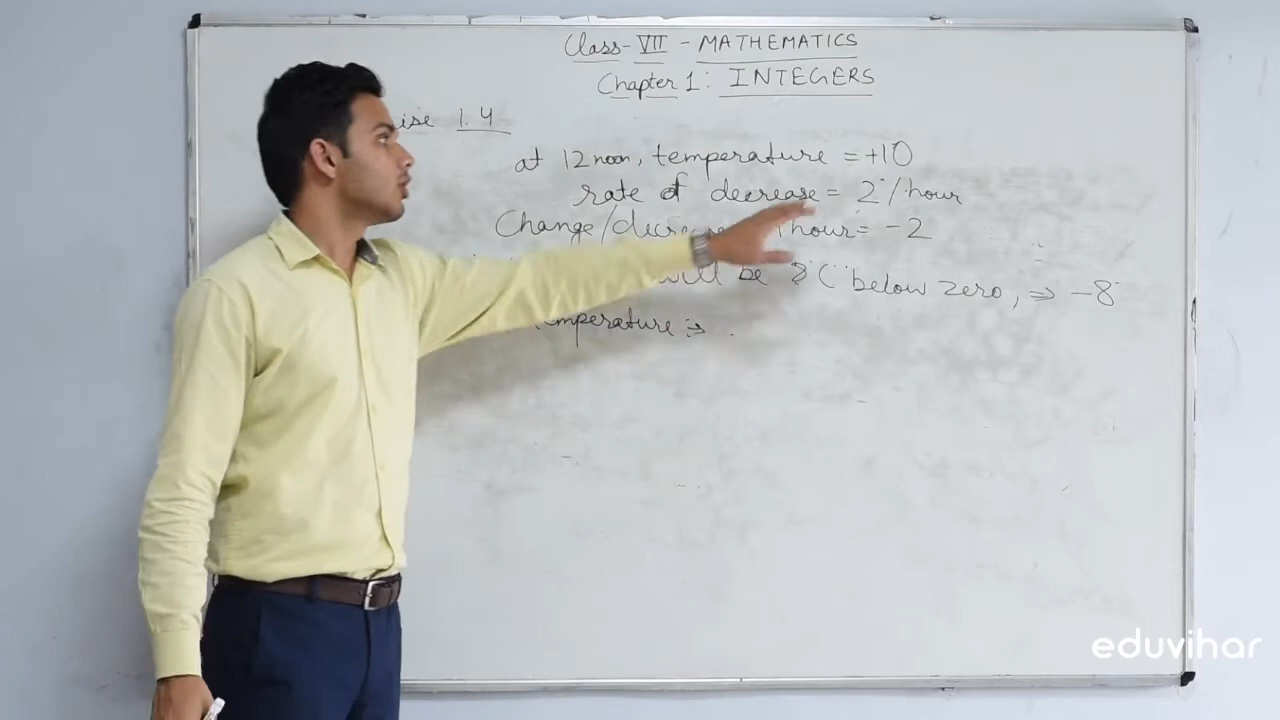 Class-VII - MATHEMATICS
Chapter 1: INTEGERS
1.4
at 12 noon, temperature = +10
rate of decrease = 2°/hour
Change/ hour = -2
will be 8°C below zero, ⇒ -8°
temperature ⇒
eduvihar